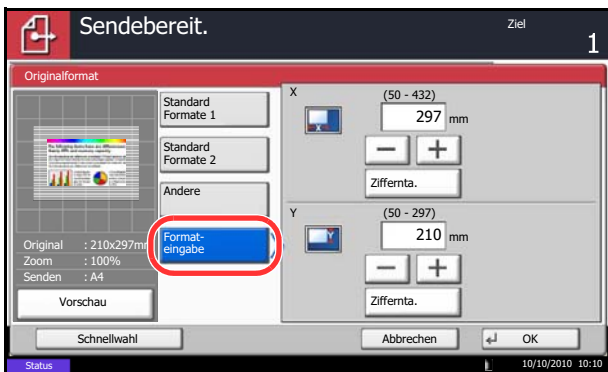 Sendebereit.
Ziel
1
Originalformat
Standard
Formate 1
Standard
Formate 2
Andere
Format-
eingabe
X
(50 - 432)
297 mm
Ziffernta.
Y
(50 - 297)
210 mm
Ziffernta.
Original : 210x297mm
Zoom : 100%
Senden : A4
Vorschau
Schnellwahl
Abbrechen
OK
Status
10/10/2010 10:10